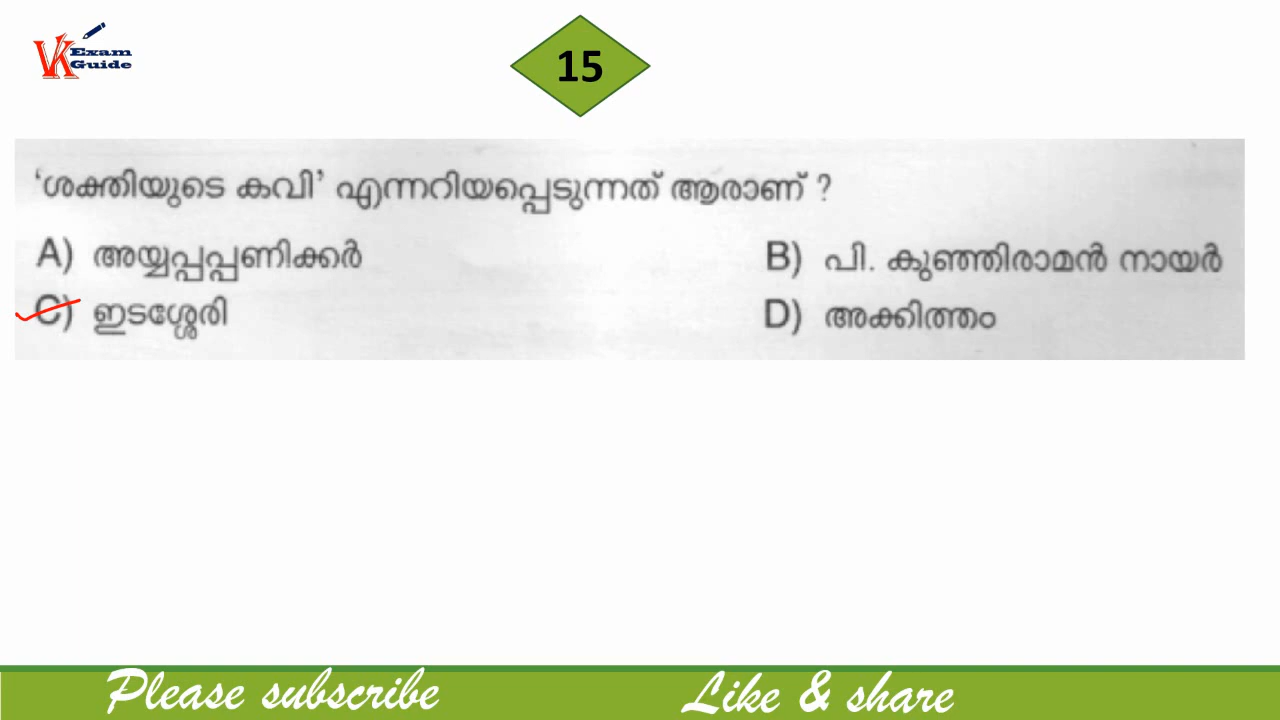 VK Exam Guide
15
‘ശക്തിയുടെ കവി’ എന്നറിയപ്പെടുന്നത് ആരാണ് ?
A) അയ്യപ്പപ്പണിക്കർ B) പി. കുഞ്ഞിരാമൻ നായർ
C) ഇടശ്ശേരി D) അക്കിത്തം
Please subscribe Like & share